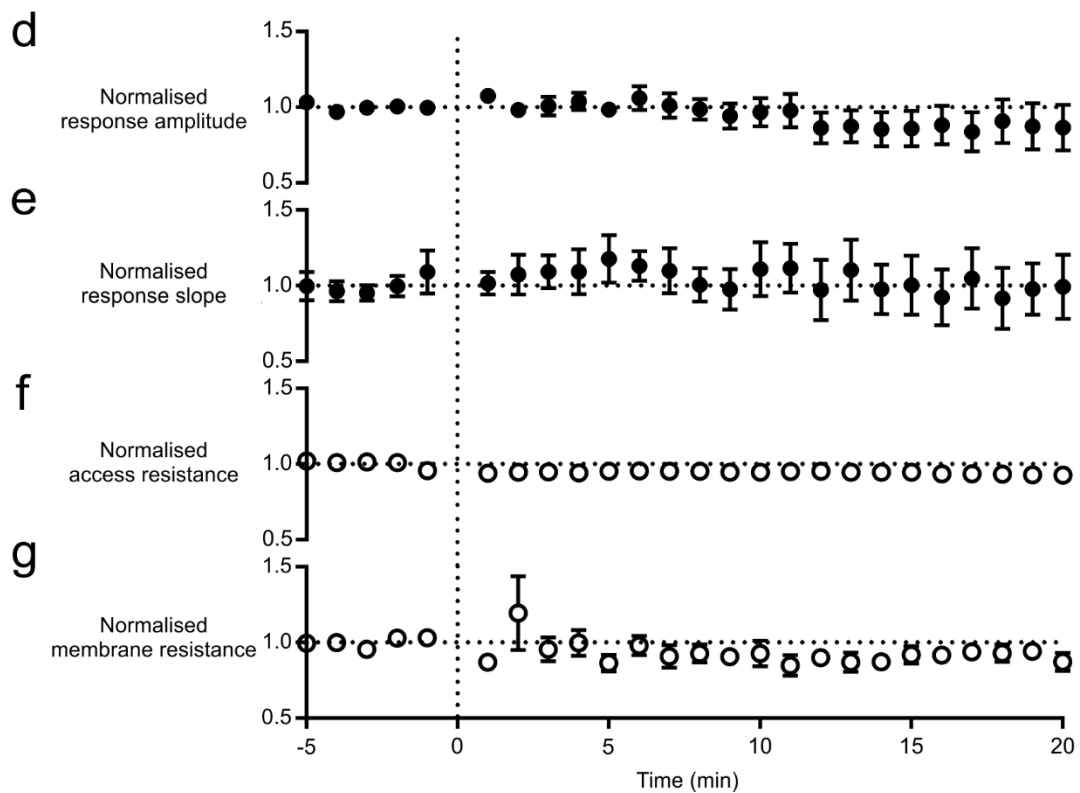 d
Normalised
response amplitude
1.5
1.0
0.5
e
Normalised
response slope
1.5
1.0
0.5
f
Normalised
access resistance
1.5
1.0
0.5
g
Normalised
membrane resistance
1.5
1.0
0.5
-5 0 5 10 15 20
Time (min)